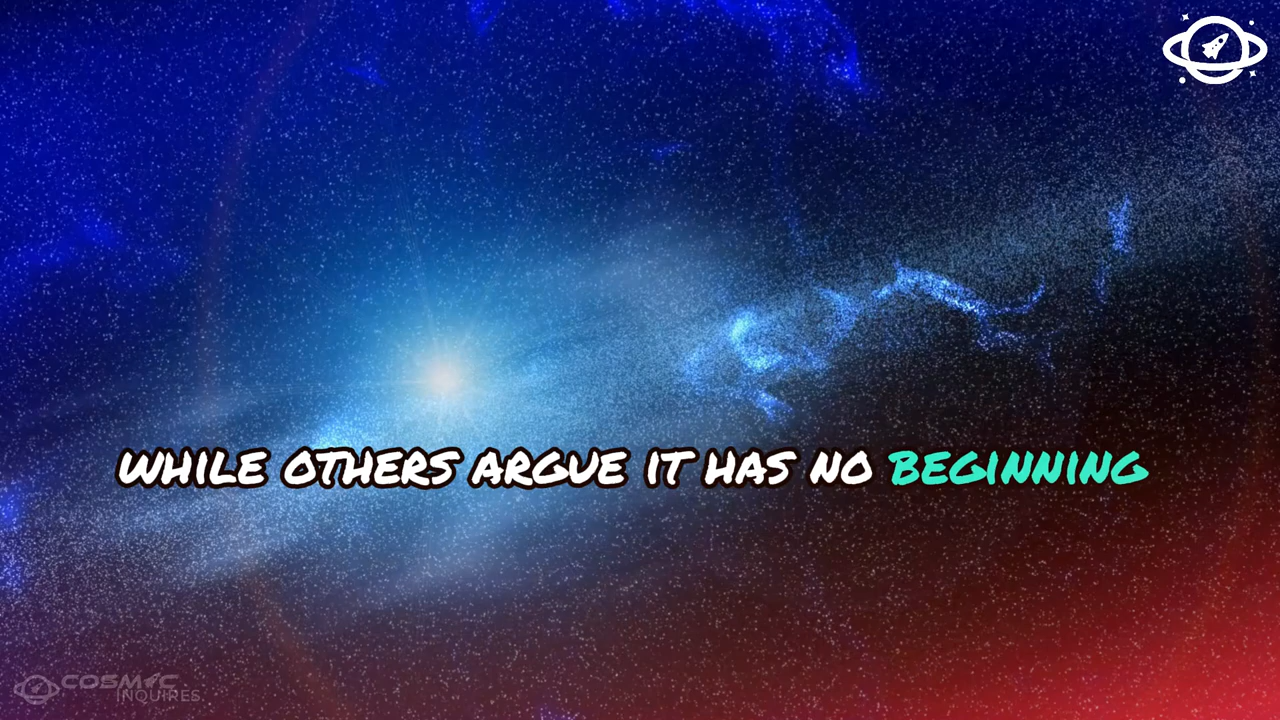 WHILE OTHERS ARGUE IT HAS NO BEGINNING
COSMIC
INQUIRES